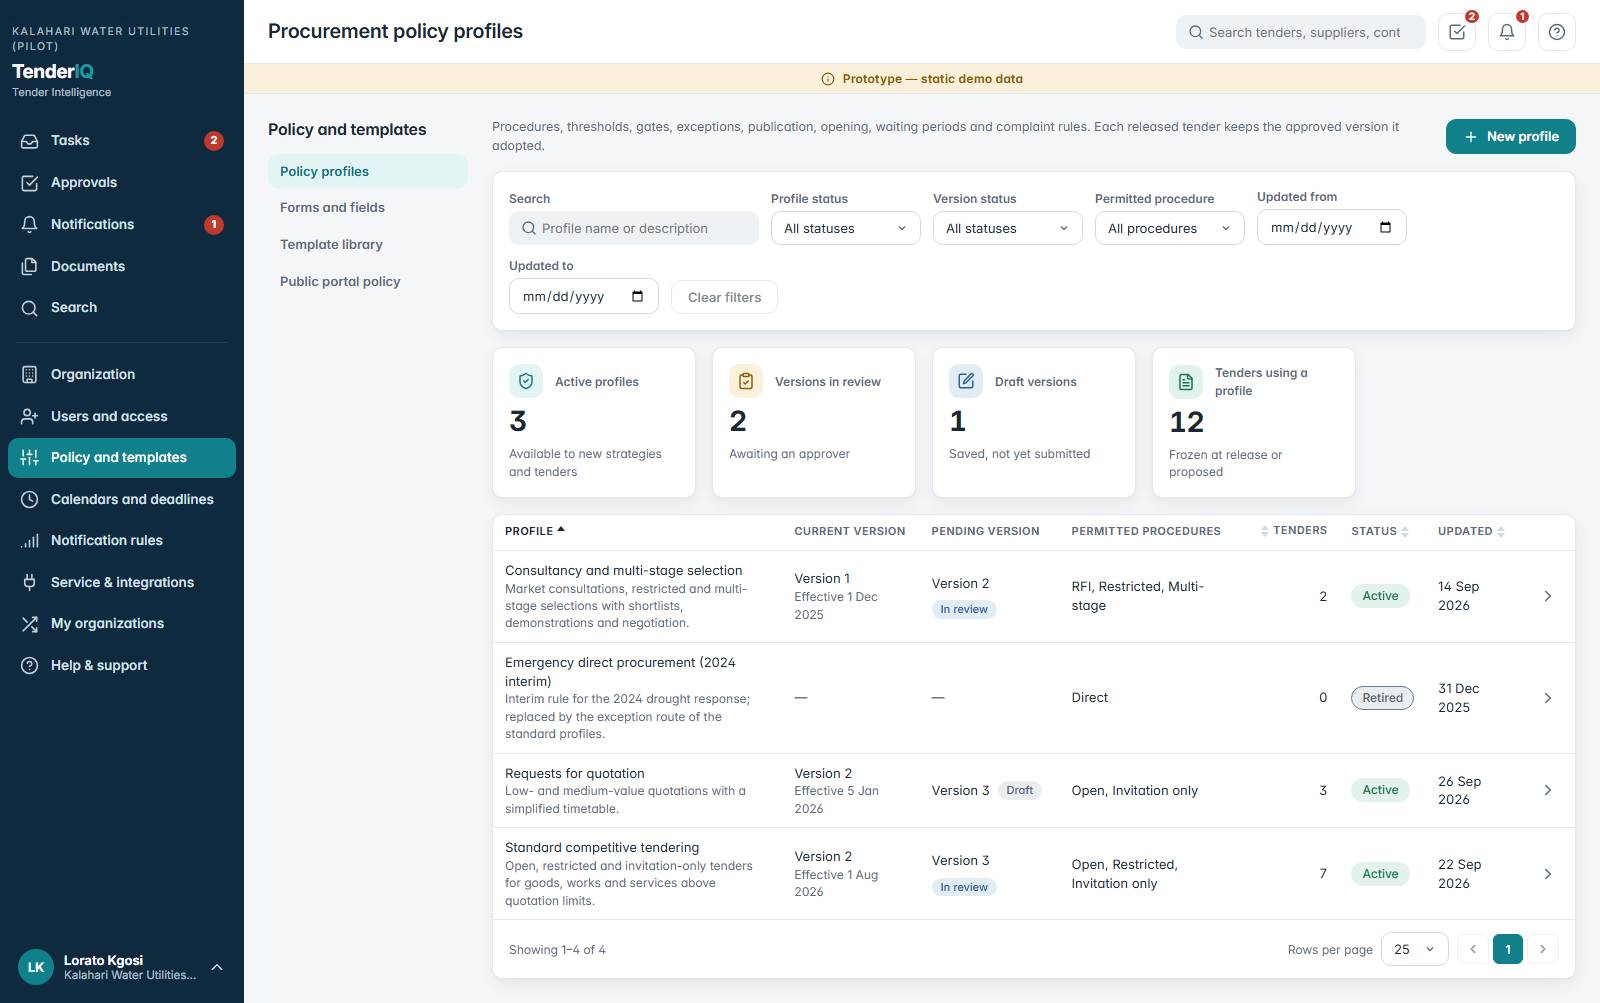 KALAHARI WATER UTILITIES
(PILOT)
TenderIQ
Tender Intelligence
Tasks 2
Approvals
Notifications 1
Documents
Search
Organization
Users and access
Policy and templates
Calendars and deadlines
Notification rules
Service & integrations
My organizations
Help & support
LK
Lorato Kgosi
Kalahari Water Utilities...
Procurement policy profiles
Search tenders, suppliers, cont
2
1
Prototype — static demo data
Policy and templates
Policy profiles
Forms and fields
Template library
Public portal policy
Procedures, thresholds, gates, exceptions, publication, opening, waiting periods and complaint rules. Each released tender keeps the approved version it
adopted.
New profile
Search
Profile name or description
Profile status
All statuses
Version status
All statuses
Permitted procedure
All procedures
Updated from
mm/dd/yyyy
Updated to
mm/dd/yyyy
Clear filters
Active profiles
3
Available to new strategies
and tenders
Versions in review
2
Awaiting an approver
Draft versions
1
Saved, not yet submitted
Tenders using a
profile
12
Frozen at release or
proposed
PROFILE CURRENT VERSION PENDING VERSION PERMITTED PROCEDURES TENDERS STATUS UPDATED
Consultancy and multi-stage selection
Market consultations, restricted and multi-
stage selections with shortlists,
demonstrations and negotiation.
Version 1
Effective 1 Dec
2025
Version 2
In review
RFI, Restricted, Multi-
stage
2
Active
14 Sep
2026
Emergency direct procurement (2024
interim)
Interim rule for the 2024 drought response;
replaced by the exception route of the
standard profiles.
—
—
Direct
0
Retired
31 Dec
2025
Requests for quotation
Low- and medium-value quotations with a
simplified timetable.
Version 2
Effective 5 Jan
2026
Version 3 Draft
Open, Invitation only
3
Active
26 Sep
2026
Standard competitive tendering
Open, restricted and invitation-only tenders
for goods, works and services above
quotation limits.
Version 2
Effective 1 Aug
2026
Version 3
In review
Open, Restricted,
Invitation only
7
Active
22 Sep
2026
Showing 1–4 of 4
Rows per page 25
1